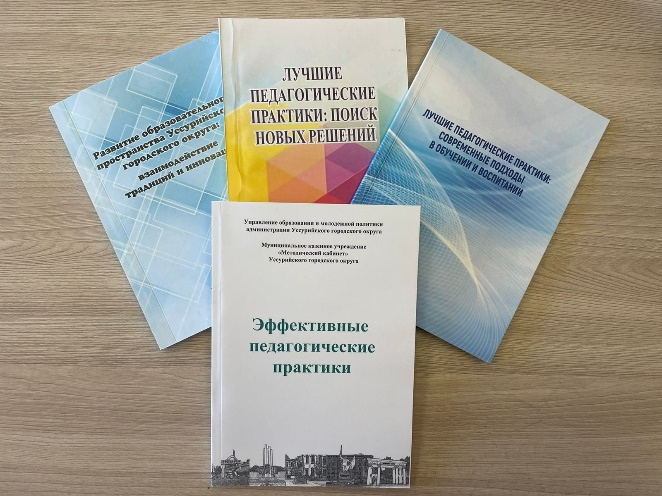 Развитие образовательного
пространства Уссурийского
городского округа:
взаимодействие
традиций и
ЛУЧШИЕ
ПЕДАГОГИЧЕСКИЕ
ПРАКТИКИ: ПОИСК
НОВЫХ РЕШЕНИЙ
ЛУЧШИЕ ПЕДАГОГИЧЕСКИЕ ПРАКТИКИ:
СОВРЕМЕННЫЕ ПОДХОДЫ
В ОБУЧЕНИИ И ВОСПИТАНИИ
Управление образования и молодежной политики
администрации Уссурийского городского округа
Муниципальное казенное учреждение
«Методический кабинет»
Уссурийского городского округа
Эффективные
педагогические
практики